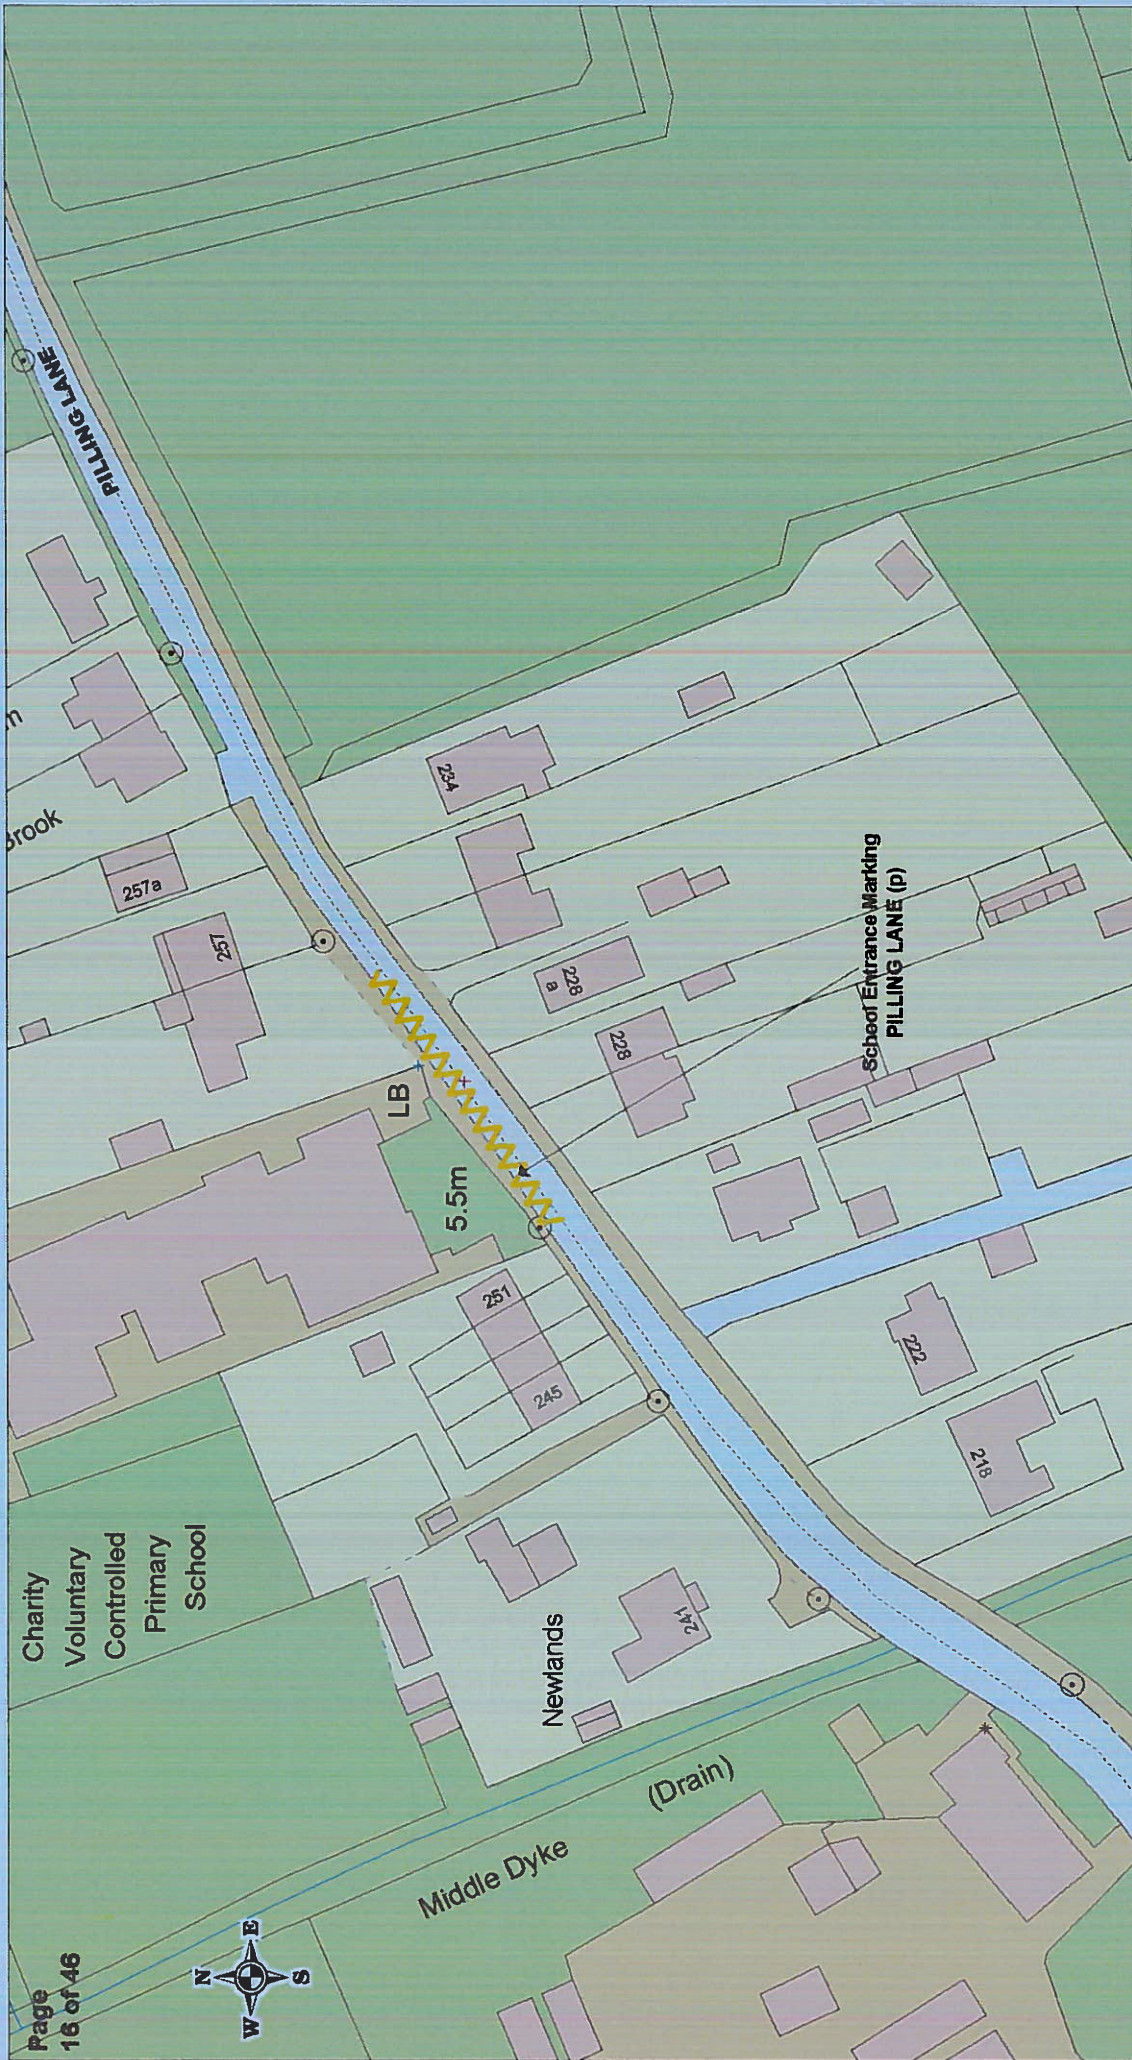 Page
16 of 46
Charity
Voluntary
Controlled
Primary
School
N
E
S
W
Middle Dyke
(Drain)
Newlands
241
245
251
5.5m
LB
257
257a
Brook
m
PILLING LANE
234
228
a
228
School Entrance Marking
PILLING LANE (p)
222
218